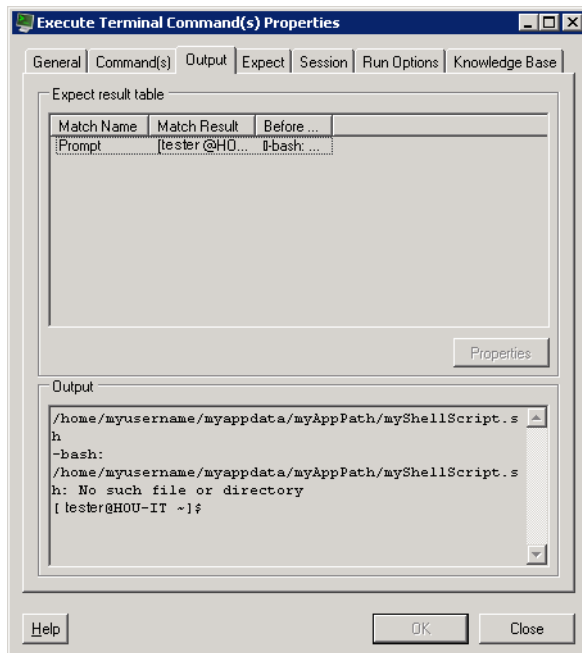 Execute Terminal Command(s) Properties
General Command(s) Output Expect Session Run Options Knowledge Base
Expect result table
Match Name Match Result Before ...
Prompt [tester @HO... -bash: ...
Properties
Output
/home/myusername/myappdata/myAppPath/myShellScript.s
h
-bash:
/home/myusername/myappdata/myAppPath/myShellScript.s
h: No such file or directory
[tester@HOU-IT ~]$
Help OK Close